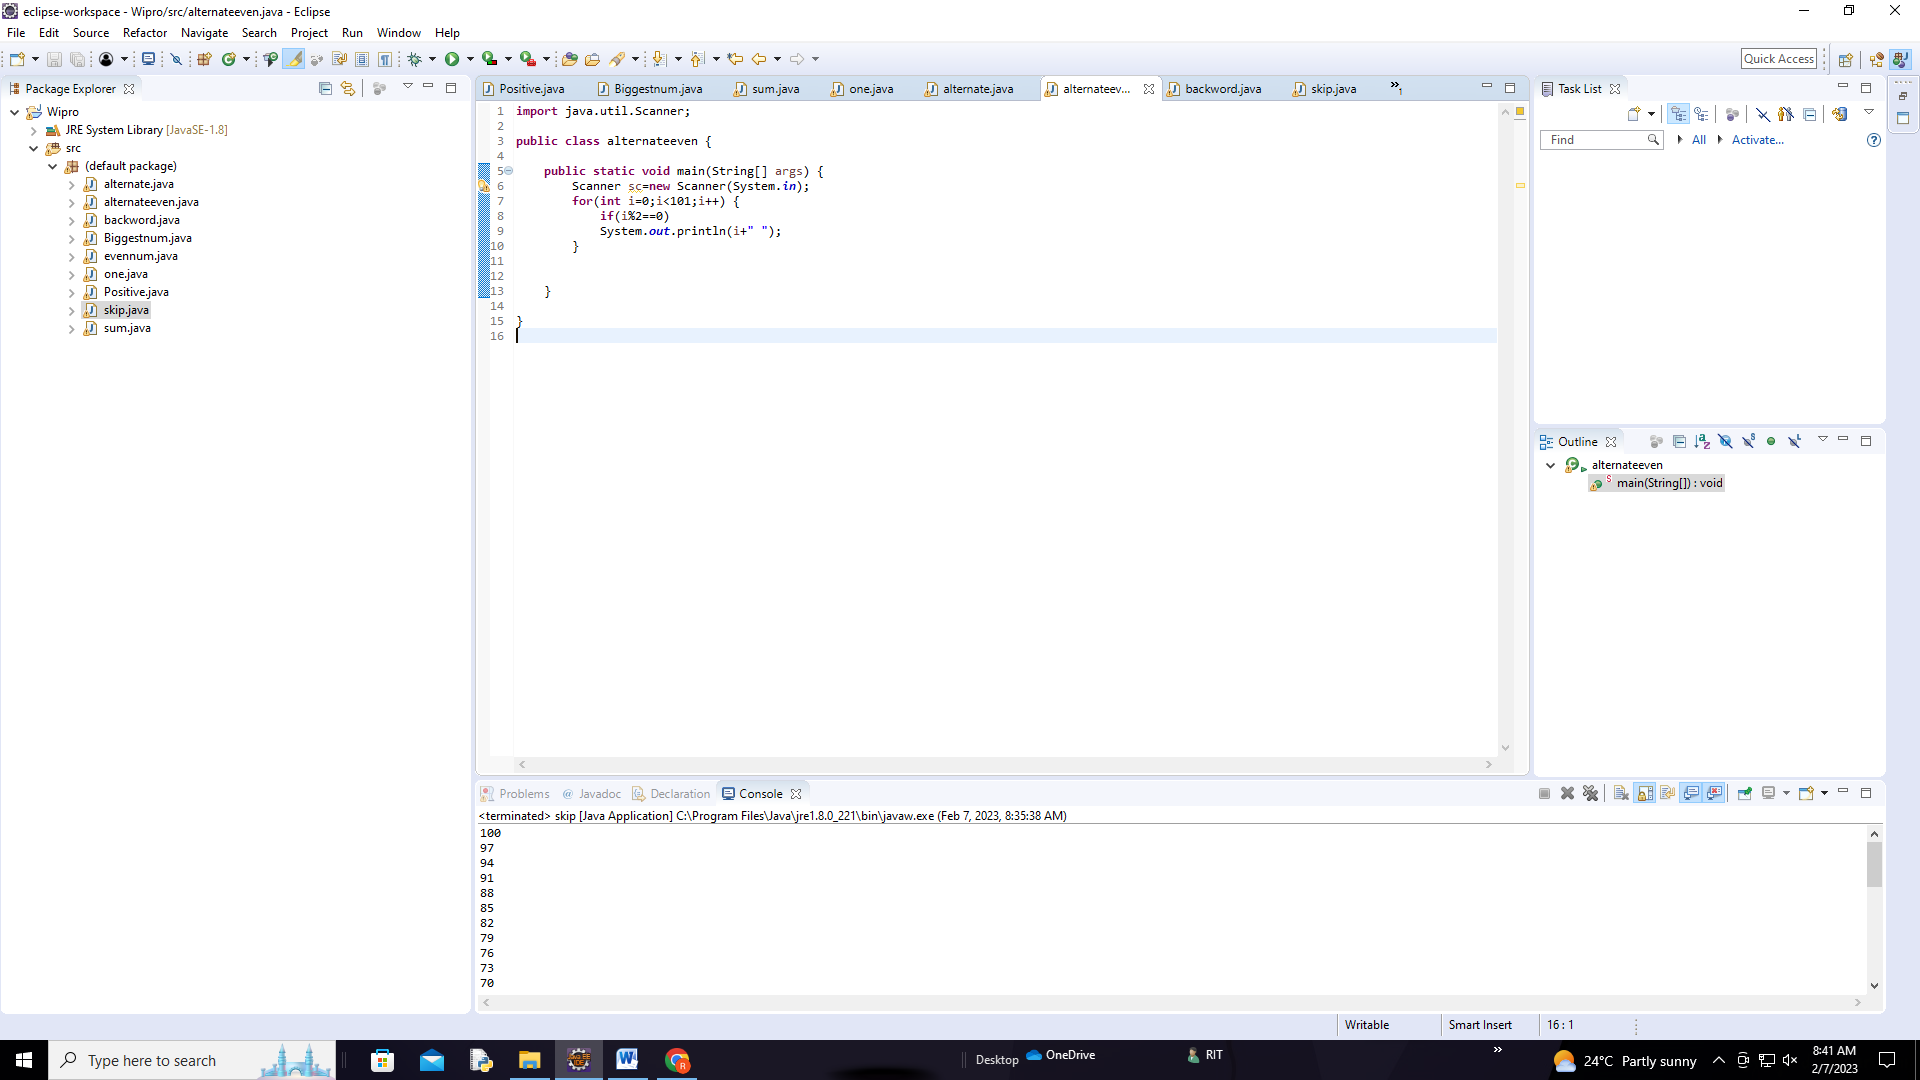 eclipse-workspace - Wipro/src/alternateeven.java - Eclipse
File Edit Source Refactor Navigate Search Project Run Window Help
Quick Access
Package Explorer
Wipro
JRE System Library [JavaSE-1.8]
src
(default package)
alternate.java
alternateeven.java
backword.java
Biggestnum.java
evennum.java
one.java
Positive.java
skip.java
sum.java
Positive.java Biggestnum.java sum.java one.java alternate.java alternateev... backword.java skip.java »1
1 import java.util.Scanner;
2
3 public class alternateeven {
4
5 public static void main(String[] args) {
6 Scanner sc=new Scanner(System.in);
7 for(int i=0;i<101;i++) {
8 if(i%2==0)
9 System.out.println(i+" ");
10 }
11
12
13 }
14
15 }
16
Task List
Find All Activate...
Outline
alternateeven
main(String[]) : void
Problems @ Javadoc Declaration Console
<terminated> skip [Java Application] C:\Program Files\Java\jre1.8.0_221\bin\javaw.exe (Feb 7, 2023, 8:35:38 AM)
100
97
94
91
88
85
82
79
76
73
70
Writable Smart Insert 16 : 1
Type here to search
Desktop OneDrive RIT »
24°C Partly sunny
8:41 AM
2/7/2023